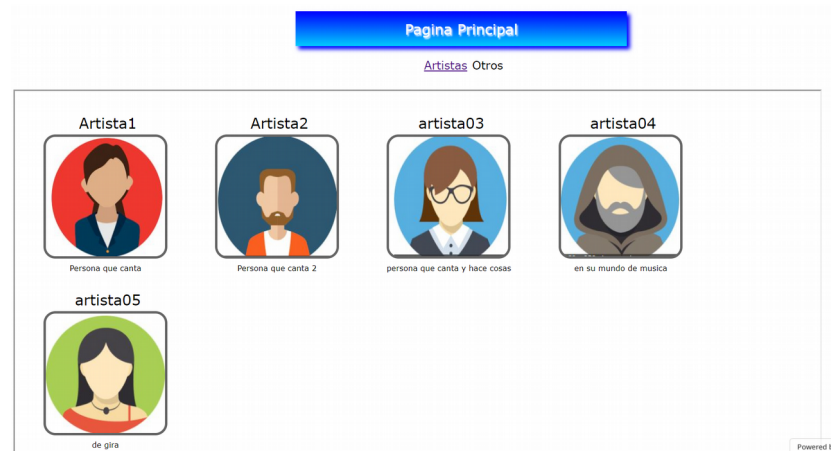 Pagina Principal
Artistas Otros
Artista1 Artista2 artista03 artista04
Persona que canta Persona que canta 2 persona que canta y hace cosas en su mundo de musica
artista05
de gira
Powered